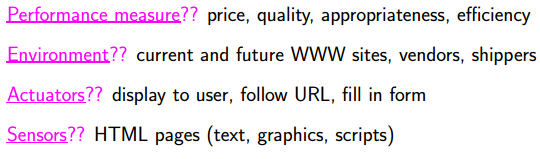 Performance measure?? price, quality, appropriateness, efficiency
Environment?? current and future WWW sites, vendors, shippers
Actuators?? display to user, follow URL, fill in form
Sensors?? HTML pages (text, graphics, scripts)